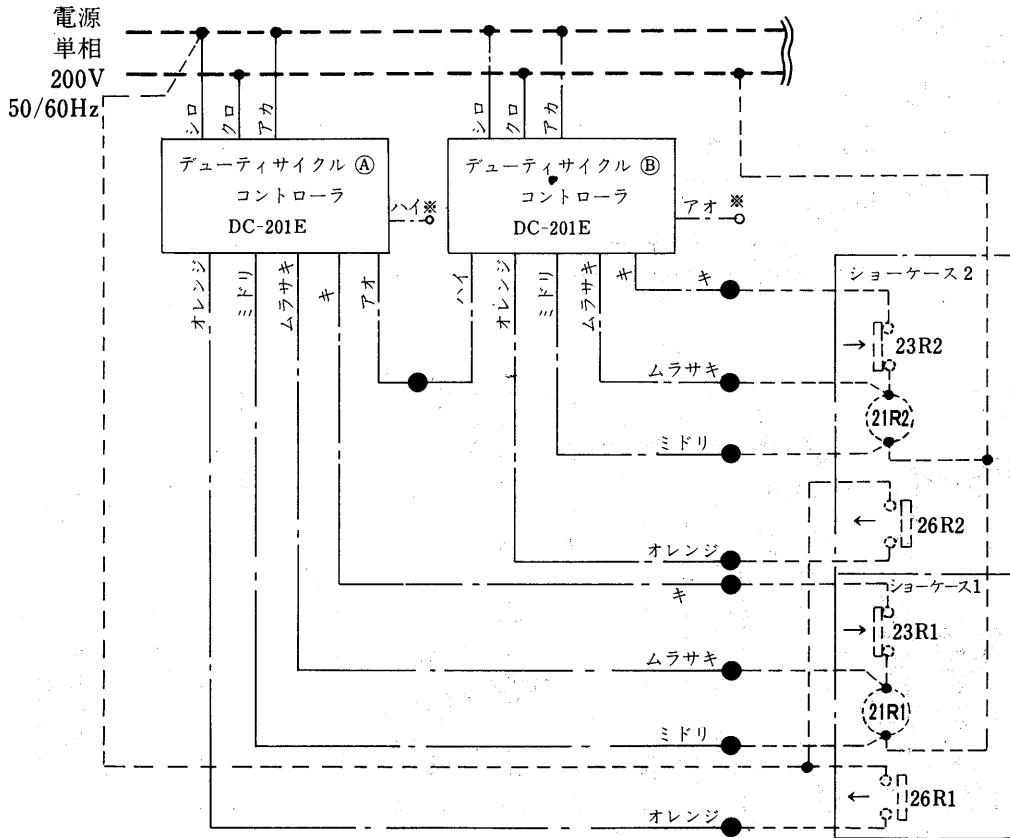 電源
単相
200V
50/60Hz
シロ
クロ
アカ
シロ
クロ
アカ
デューティサイクル Ⓐ
コントローラ
DC-201E
ハイ※
デューティサイクル Ⓑ
コントローラ
DC-201E
アオ ※
オレンジ
ミドリ
ムラサキ
キ
アオ
ハイ
オレンジ
ミドリ
ムラサキ
キ
キ
ショーケース2
→ 23R2
ムラサキ
21R2
ミドリ
← 26R2
オレンジ
キ
ショーケース1
→ 23R1
ムラサキ
21R1
ミドリ
← 26R1
オレンジ